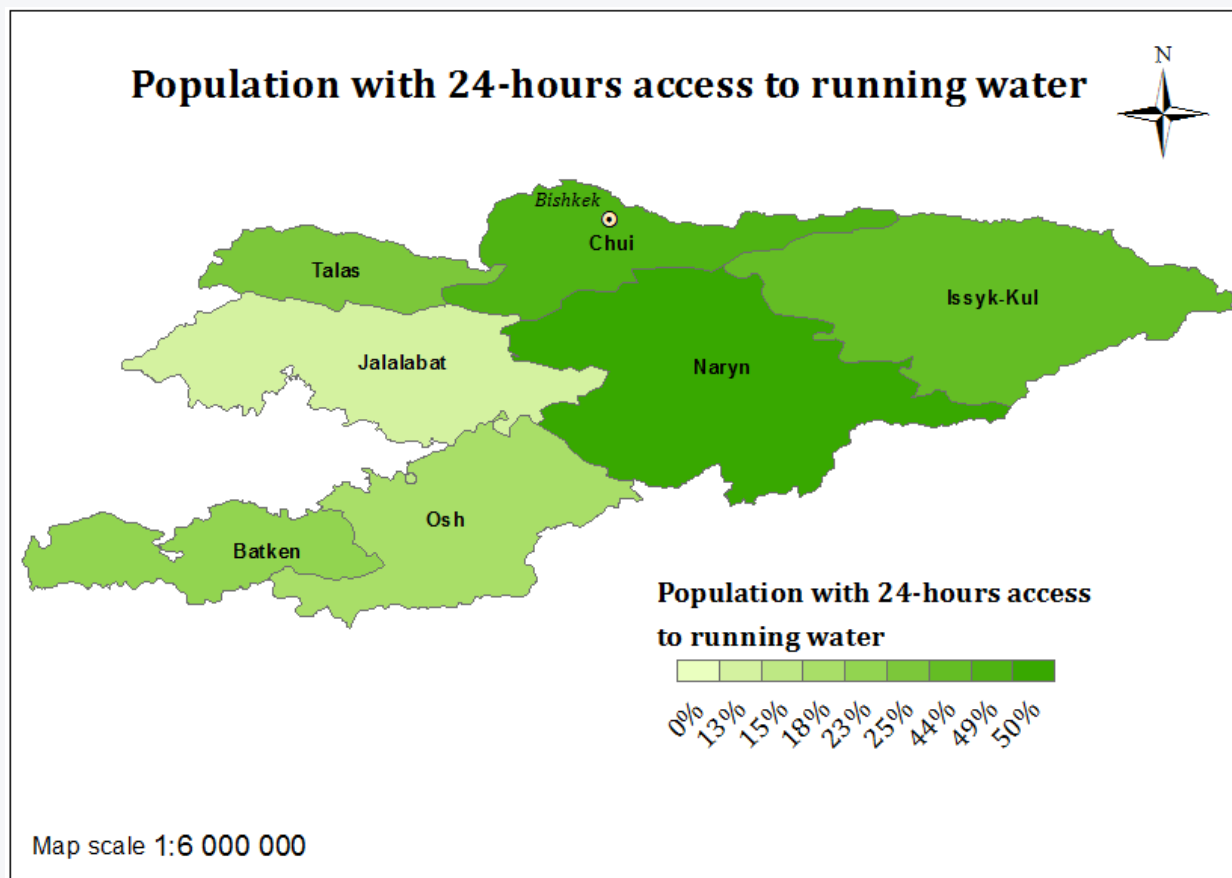 N
Population with 24-hours access to running water
Bishkek
Chui
Talas
Issyk-Kul
Jalalabat
Naryn
Osh
Batken
Population with 24-hours access
to running water
0% 13% 15% 18% 23% 25% 44% 49% 50%
Map scale 1:6 000 000